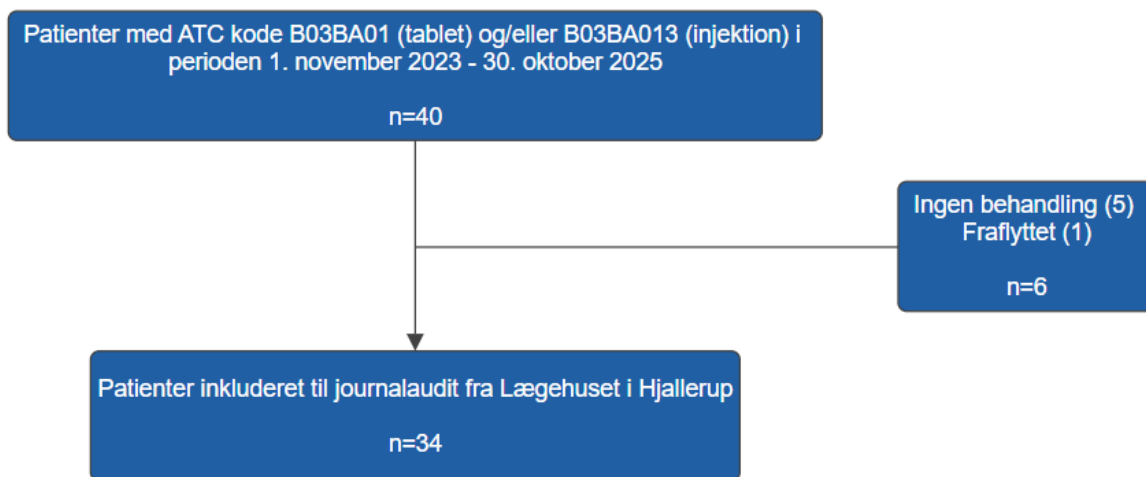 Patienter med ATC kode B03BA01 (tablet) og/eller B03BA013 (injektion) i
perioden 1. november 2023 - 30. oktober 2025
n=40
Ingen behandling (5)
Fraflyttet (1)
n=6
Patienter inkluderet til journalaudit fra Lægehuset i Hjallerup
n=34